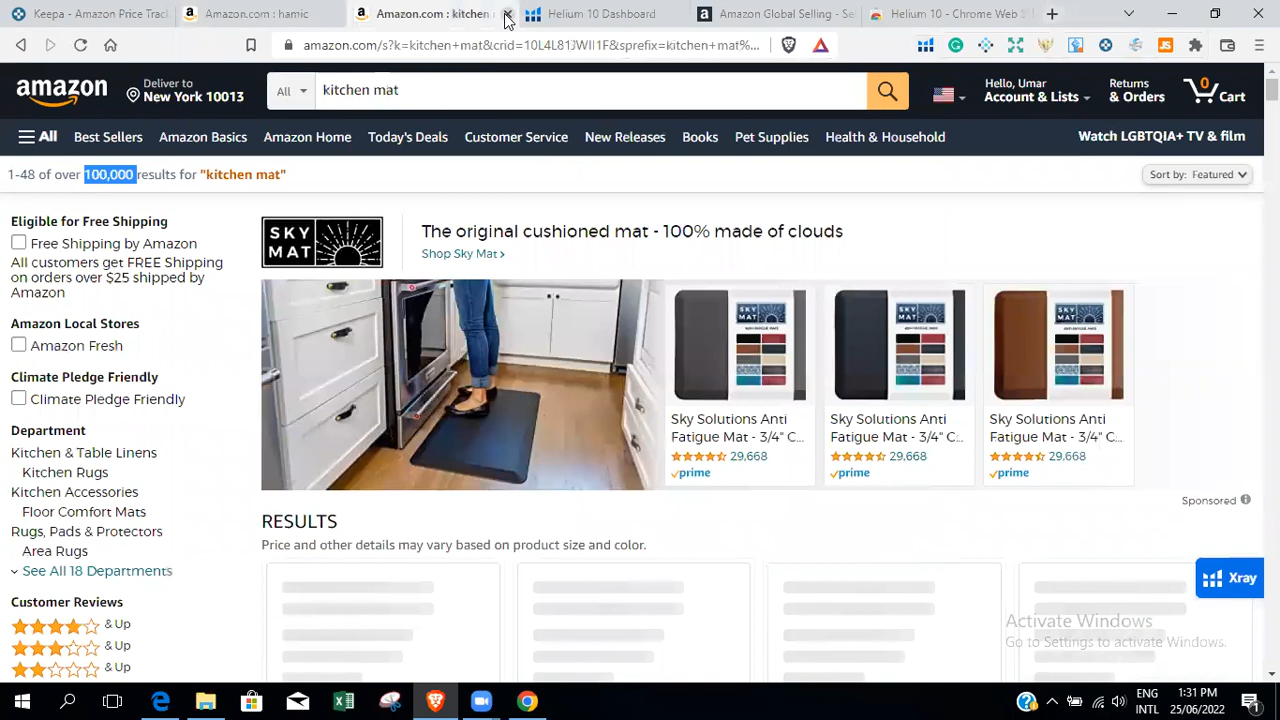 Keepa - Amazon Price Track
Amazon.com : hamic
Amazon.com : kitchen
Helium 10 Dashboard
Amazon Global Selling - Se
Helium 10 - Chrome Web S
amazon.com/s?k=kitchen+mat&crid=10L4L81JWII1F&sprefix=kitchen+mat%...
amazon
Deliver to
New York 10013
All
kitchen mat
Hello, Umar
Account & Lists
Returns
& Orders
0
Cart
All
Best Sellers
Amazon Basics
Amazon Home
Today's Deals
Customer Service
New Releases
Books
Pet Supplies
Health & Household
Watch LGBTQIA+ TV & film
1-48 of over 100,000 results for "kitchen mat"
Sort by: Featured
Eligible for Free Shipping
Free Shipping by Amazon
All customers get FREE Shipping
on orders over $25 shipped by
Amazon
Amazon Local Stores
Amazon Fresh
Climate Pledge Friendly
Climate Pledge Friendly
Department
Kitchen & Table Linens
Kitchen Rugs
Kitchen Accessories
Floor Comfort Mats
Rugs, Pads & Protectors
Area Rugs
See All 18 Departments
Customer Reviews
& Up
& Up
& Up
SKY
MAT
The original cushioned mat - 100% made of clouds
Shop Sky Mat
SKY
MAT
SKY
MAT
SKY
MAT
Sky Solutions Anti
Fatigue Mat - 3/4" C...
29,668
prime
Sky Solutions Anti
Fatigue Mat - 3/4" C...
29,668
prime
Sky Solutions Anti
Fatigue Mat - 3/4" C...
29,668
prime
Sponsored
RESULTS
Price and other details may vary based on product size and color.
Xray
Activate Windows
Go to Settings to activate Windows.
ENG
INTL
1:31 PM
25/06/2022
1